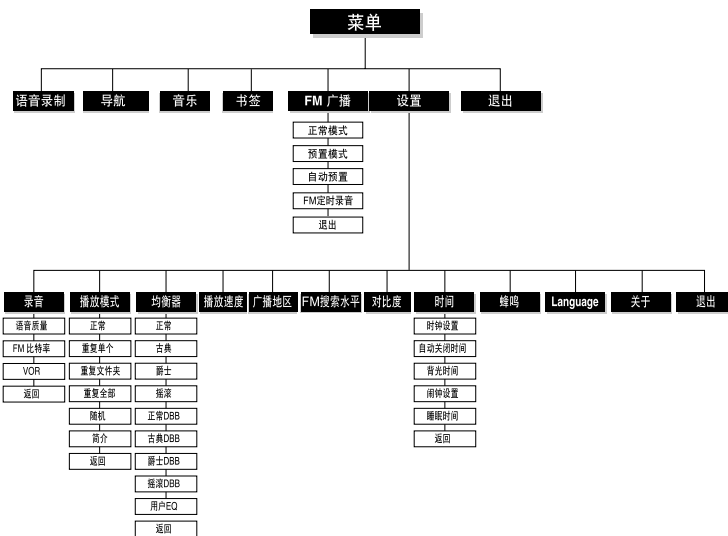 菜单
语音录制
导航
音乐
书签
FM 广播
设置
退出
正常模式
预置模式
自动预置
FM定时录音
退出
录音
播放模式
均衡器
播放速度
广播地区
FM搜索水平
对比度
时间
蜂鸣
Language
关于
退出
语音质量
FM 比特率
VOR
返回
正常
重复单个
重复文件夹
重复全部
随机
简介
返回
正常
古典
爵士
摇滚
正常DBB
古典DBB
爵士DBB
摇滚DBB
用户EQ
返回
时钟设置
自动关闭时间
背光时间
闹钟设置
睡眠时间
返回